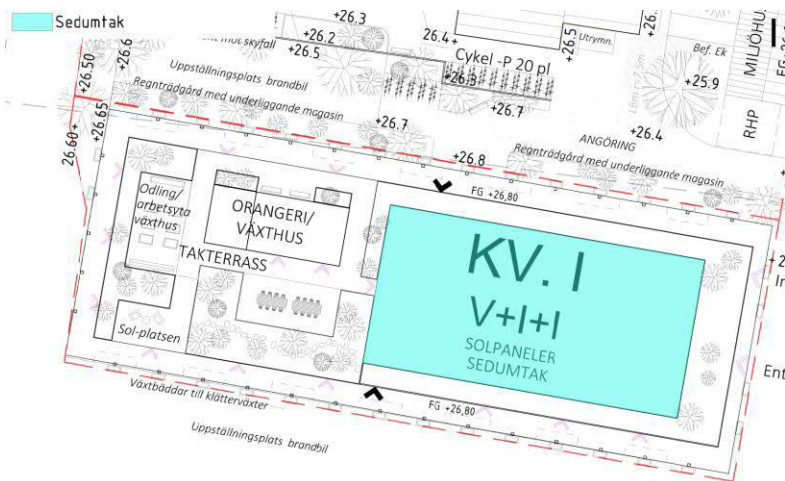 Sedumtak
+26.3
+26.2
26.4+
+26.5
+26.5
Utrymn.
Cykel -P 20 pl
Bef. Ek
MILJÖHU
+26.50
Uppställningsplats brandbil
+26.3
+25.9
+26.7
Regnträdgård med underliggande magasin
+26.65
26.60+
+26.7
ANGÖRING
+26.4
RHP
+26.8
Regnträdgård med underliggande magasin
FG +26,80
Odling/
arbetsyta
växthus
ORANGERI/
VÄXTHUS
TAKTERRASS
KV. I
V+I+I
SOLPANELER
SEDUMTAK
Sol-platsen
Ent
Växtbäddar till klätterväxter
FG +26,80
Uppställningsplats brandbil